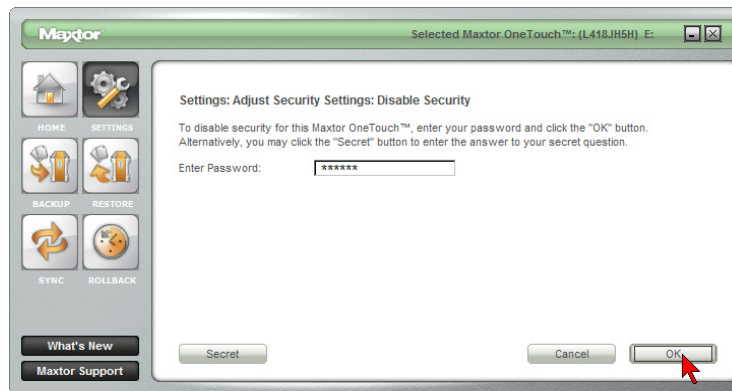 Maxtor
Selected Maxtor OneTouch™: (L418JH5H) E:
HOME SETTINGS
BACKUP RESTORE
SYNC ROLLBACK
What's New
Maxtor Support
Settings: Adjust Security Settings: Disable Security
To disable security for this Maxtor OneTouch™, enter your password and click the "OK" button.
Alternatively, you may click the "Secret" button to enter the answer to your secret question.
Enter Password: ******
Secret Cancel OK